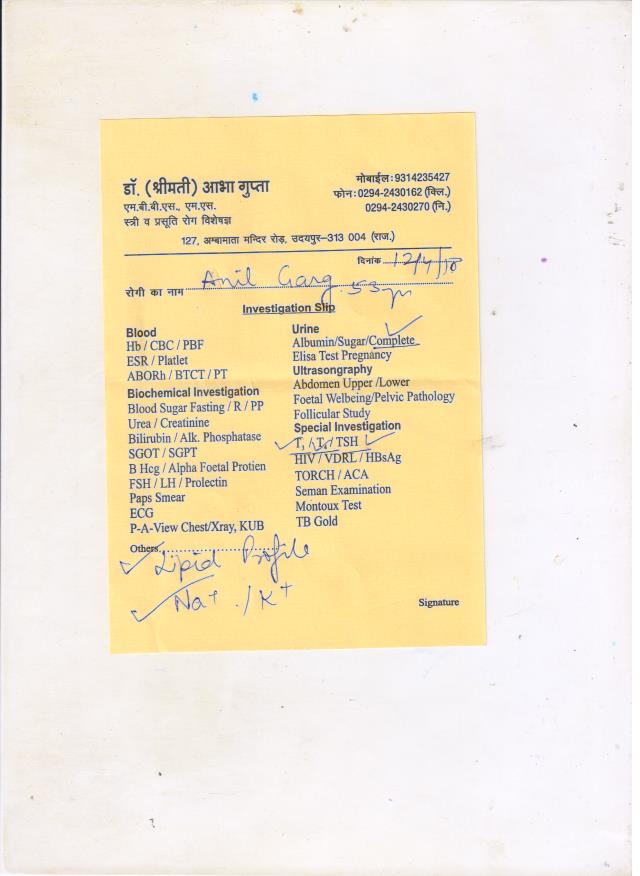 डॉ. (श्रीमती) आभा गुप्ता
एम.बी.बी.एस., एम.एस.
स्त्री व प्रसूति रोग विशेषज्ञ
मोबाईल:9314235427
फोन:0294-2430162 (क्लि.)
0294-2430270 (नि.)
127, अम्बामाता मन्दिर रोड़, उदयपुर–313 004 (राज.)
दिनांक 12/4/18
रोगी का नाम Anil Garg 53 yr
Investigation Slip
Blood
Hb / CBC / PBF
ESR / Platlet
ABORh / BTCT / PT
Biochemical Investigation
Blood Sugar Fasting / R / PP
Urea / Creatinine
Bilirubin / Alk. Phosphatase
SGOT / SGPT
B Hcg / Alpha Foetal Protien
FSH / LH / Prolectin
Paps Smear
ECG
P-A-View Chest/Xray, KUB
Urine
Albumin/Sugar/Complete
Elisa Test Pregnancy
Ultrasongraphy
Abdomen Upper /Lower
Foetal Welbeing/Pelvic Pathology
Follicular Study
Special Investigation
T, / T / TSH
HIV / VDRL / HBsAg
TORCH / ACA
Seman Examination
Montoux Test
TB Gold
Others
Lipid Profile
Na+ / K+
Signature